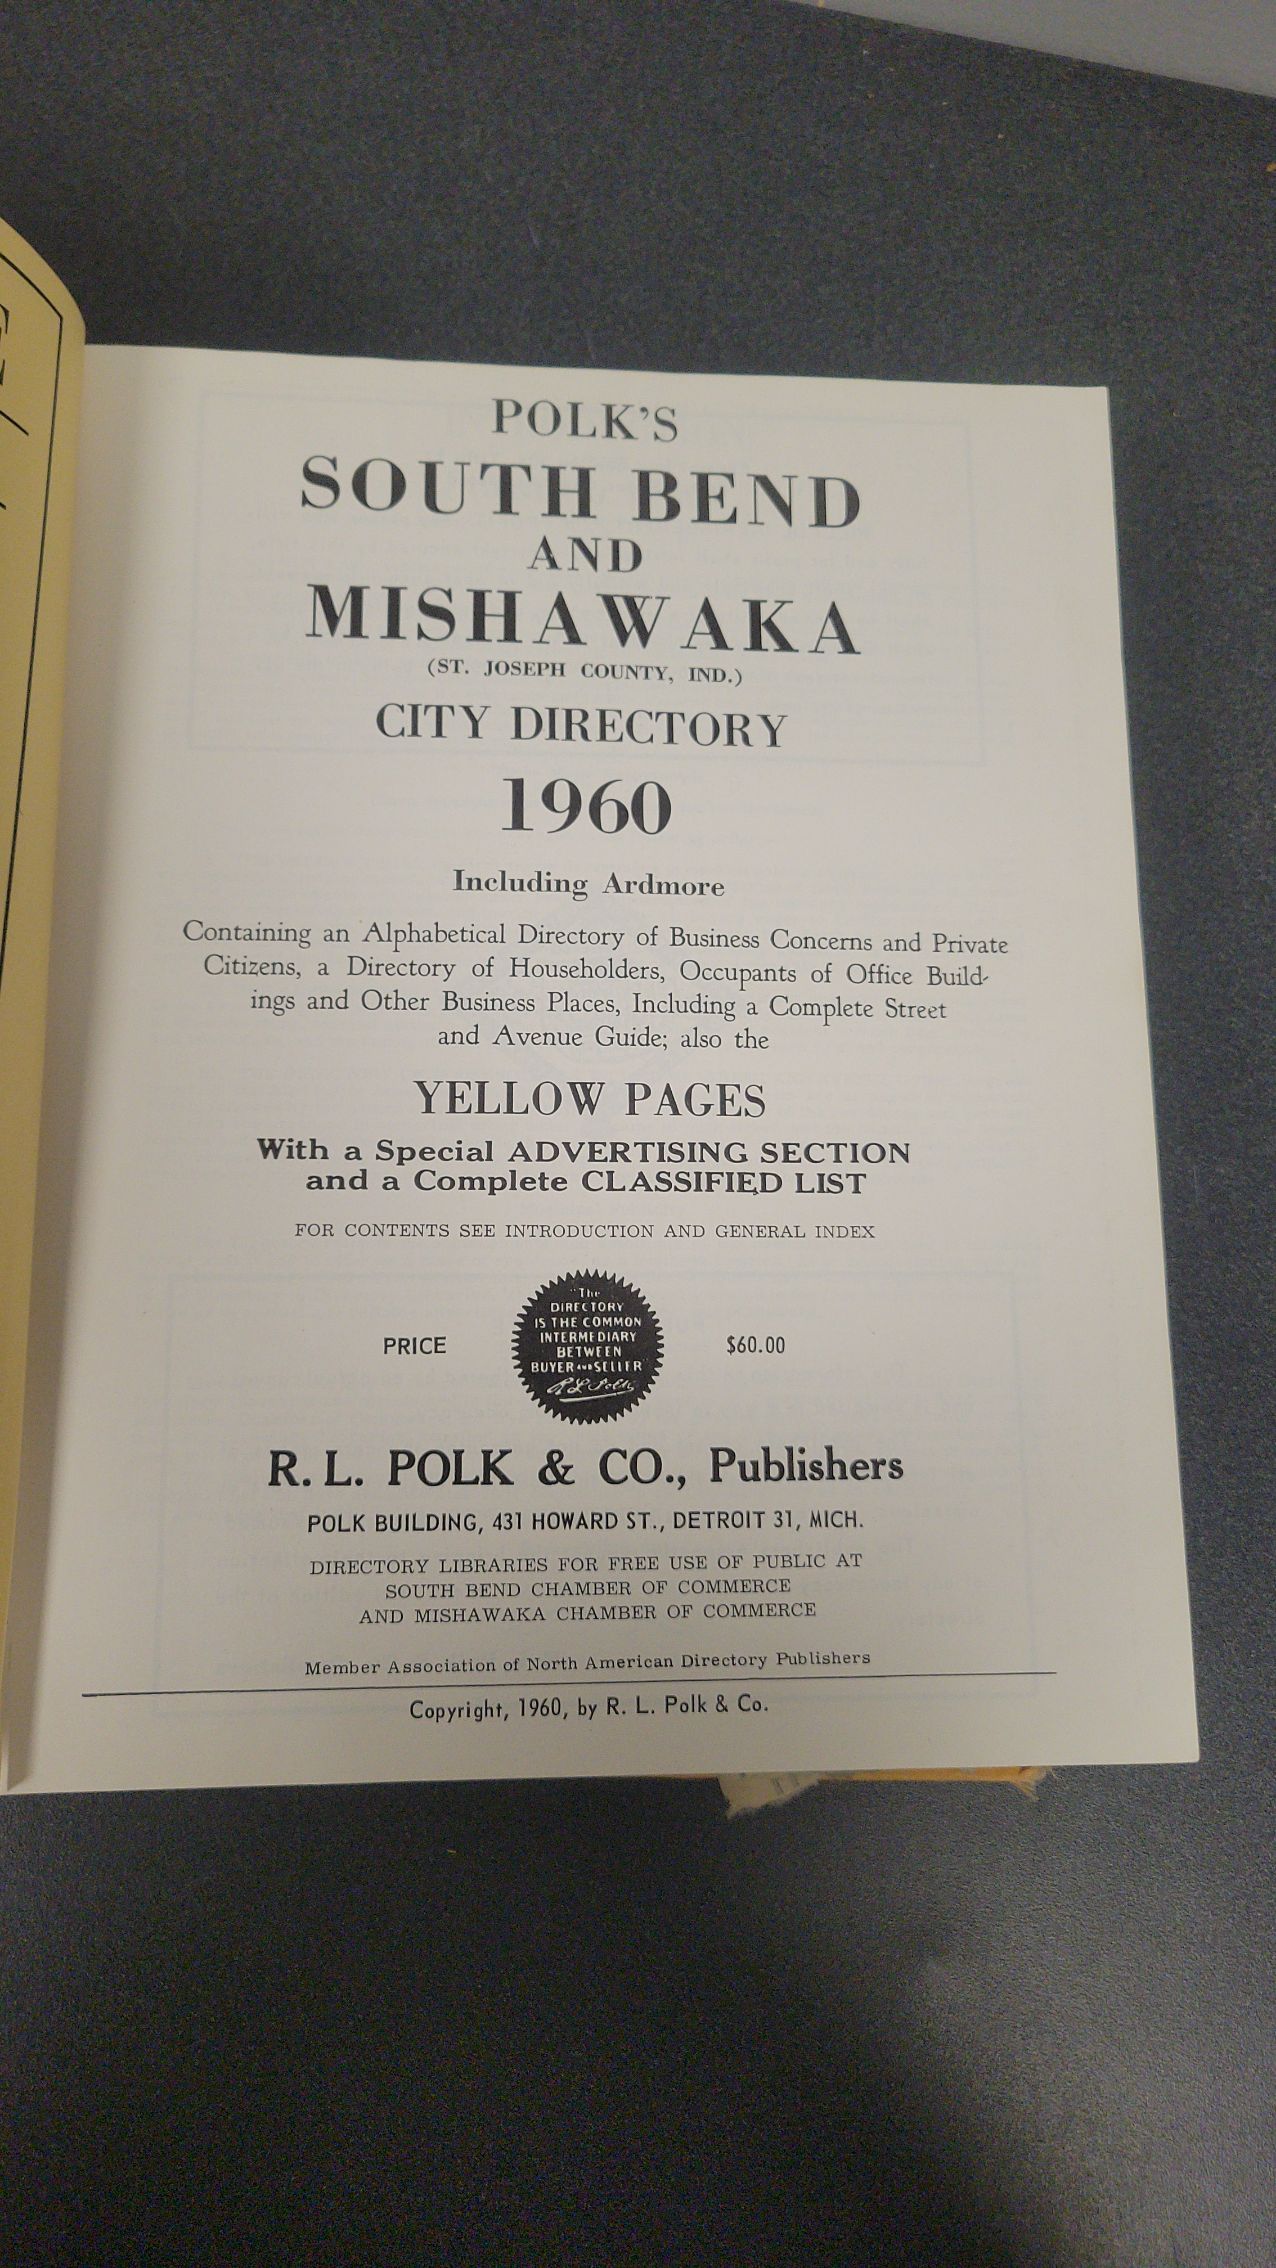 POLK'S
SOUTH BEND
AND
MISHAWAKA
(ST. JOSEPH COUNTY, IND.)
CITY DIRECTORY
1960
Including Ardmore
Containing an Alphabetical Directory of Business Concerns and Private
Citizens, a Directory of Householders, Occupants of Office Build-
ings and Other Business Places, Including a Complete Street
and Avenue Guide; also the
YELLOW PAGES
With a Special ADVERTISING SECTION
and a Complete CLASSIFIED LIST
FOR CONTENTS SEE INTRODUCTION AND GENERAL INDEX
PRICE
"The
DIRECTORY
IS THE COMMON
INTERMEDIARY
BETWEEN
BUYER AND SELLER"
R L Polk
$60.00
R. L. POLK & CO., Publishers
POLK BUILDING, 431 HOWARD ST., DETROIT 31, MICH.
DIRECTORY LIBRARIES FOR FREE USE OF PUBLIC AT
SOUTH BEND CHAMBER OF COMMERCE
AND MISHAWAKA CHAMBER OF COMMERCE
Member Association of North American Directory Publishers
Copyright, 1960, by R. L. Polk & Co.